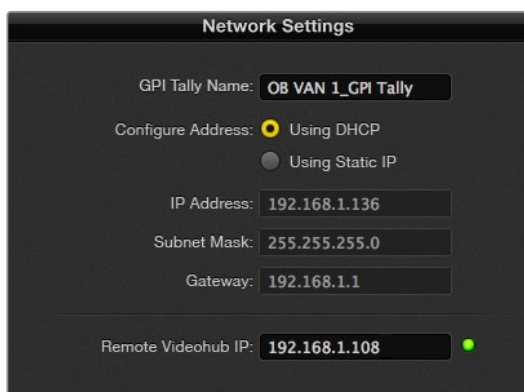 Network Settings
GPI Tally Name: OB VAN 1_GPI Tally
Configure Address: Using DHCP
Using Static IP
IP Address: 192.168.1.136
Subnet Mask: 255.255.255.0
Gateway: 192.168.1.1
Remote Videohub IP: 192.168.1.108